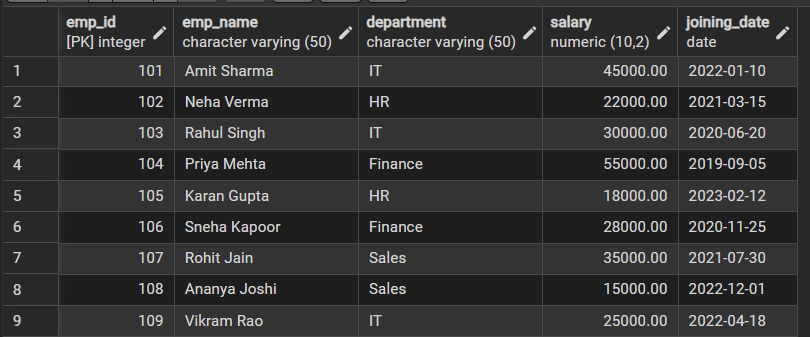 emp_id emp_name department salary joining_date
[PK] integer character varying (50) character varying (50) numeric (10,2) date
1 101 Amit Sharma IT 45000.00 2022-01-10
2 102 Neha Verma HR 22000.00 2021-03-15
3 103 Rahul Singh IT 30000.00 2020-06-20
4 104 Priya Mehta Finance 55000.00 2019-09-05
5 105 Karan Gupta HR 18000.00 2023-02-12
6 106 Sneha Kapoor Finance 28000.00 2020-11-25
7 107 Rohit Jain Sales 35000.00 2021-07-30
8 108 Ananya Joshi Sales 15000.00 2022-12-01
9 109 Vikram Rao IT 25000.00 2022-04-18